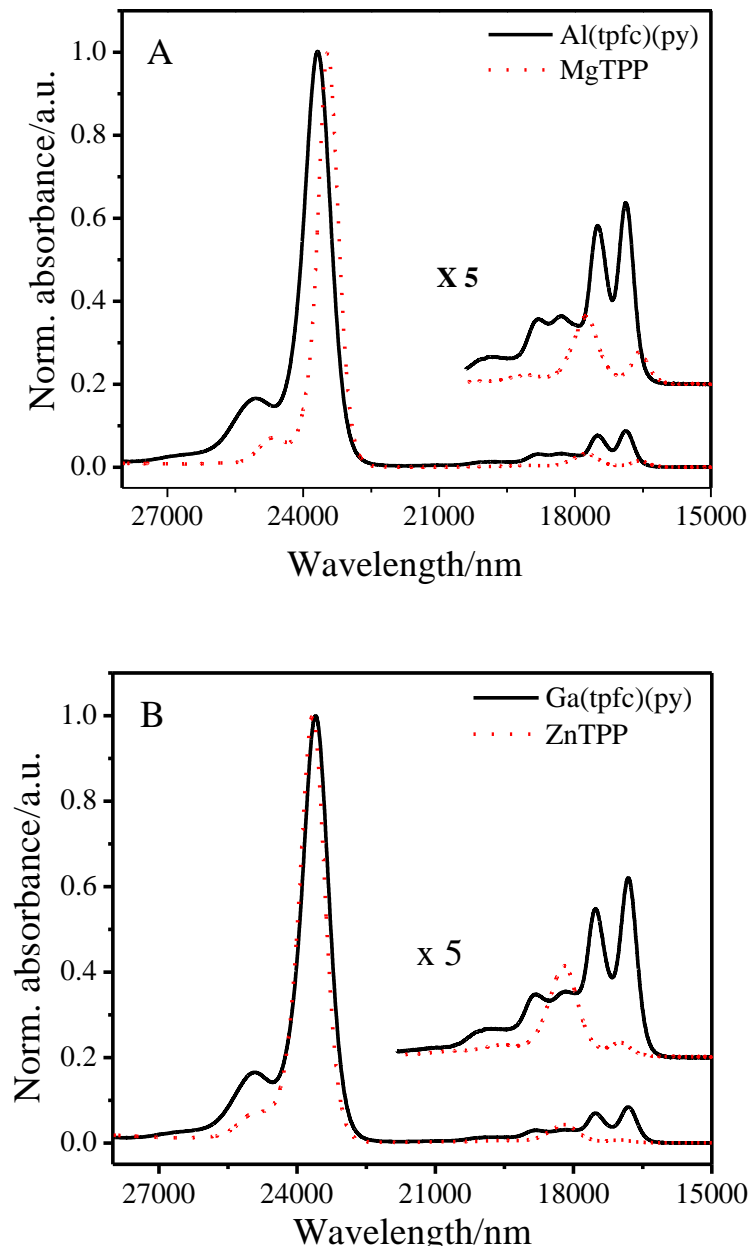 A
Al(tpfc)(py)
MgTPP
1.0
0.8
0.6
0.4
0.2
0.0
Norm. absorbance/a.u.
X 5
27000 24000 21000 18000 15000
Wavelength/nm
B
Ga(tpfc)(py)
ZnTPP
1.0
0.8
0.6
0.4
0.2
0.0
Norm. absorbance/a.u.
x 5
27000 24000 21000 18000 15000
Wavelength/nm